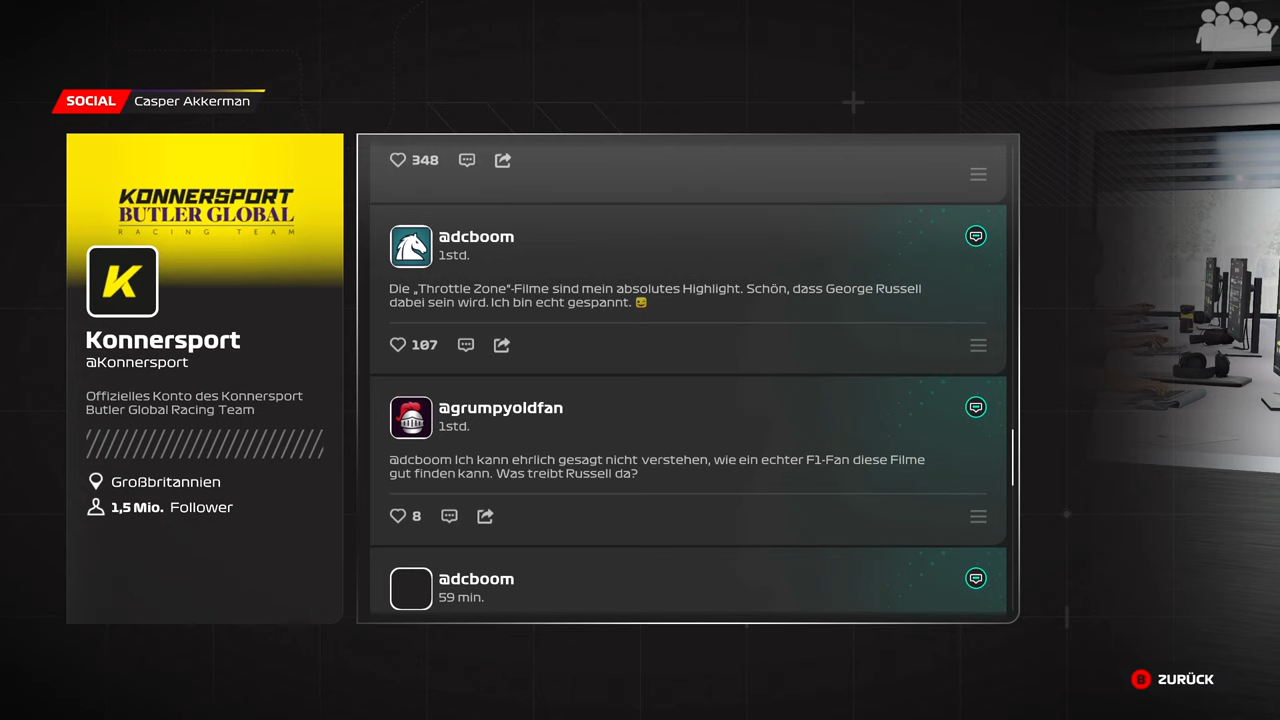 SOCIAL Casper Akkerman
KONNERSPORT
BUTLER GLOBAL
RACING TEAM
K
Konnersport
@Konnersport
Offizielles Konto des Konnersport
Butler Global Racing Team
Großbritannien
1,5 Mio. Follower
348
@dcboom
1std.
Die „Throttle Zone“-Filme sind mein absolutes Highlight. Schön, dass George Russell
dabei sein wird. Ich bin echt gespannt. 😄
107
@grumpyoldfan
1std.
@dcboom Ich kann ehrlich gesagt nicht verstehen, wie ein echter F1-Fan diese Filme
gut finden kann. Was treibt Russell da?
8
@dcboom
59 min.
B ZURÜCK